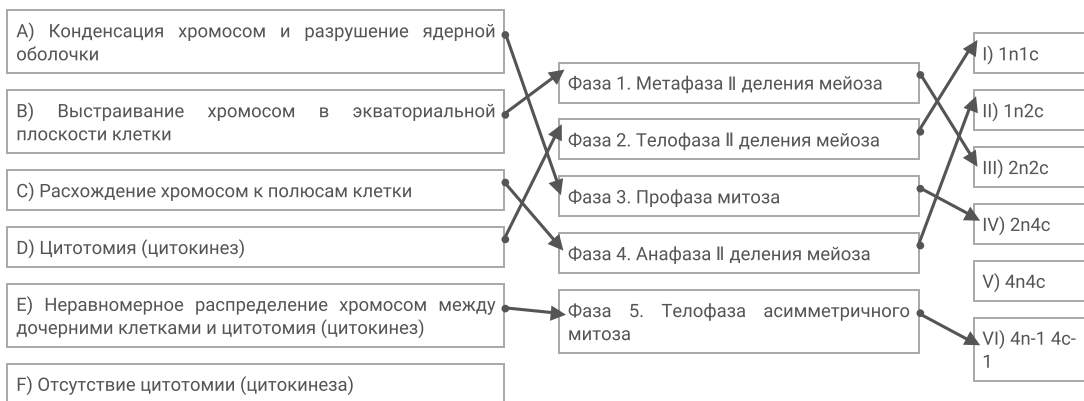 А) Конденсация хромосом и разрушение ядерной
оболочки
В) Выстраивание хромосом в экваториальной
плоскости клетки
С) Расхождение хромосом к полюсам клетки
D) Цитотомия (цитокинез)
Е) Неравномерное распределение хромосом между
дочерними клетками и цитотомия (цитокинез)
F) Отсутствие цитотомии (цитокинеза)
Фаза 1. Метафаза II деления мейоза
Фаза 2. Телофаза II деления мейоза
Фаза 3. Профаза митоза
Фаза 4. Анафаза II деления мейоза
Фаза 5. Телофаза асимметричного
митоза
I) 1n1c
II) 1n2c
III) 2n2c
IV) 2n4c
V) 4n4c
VI) 4n-1 4c-
1